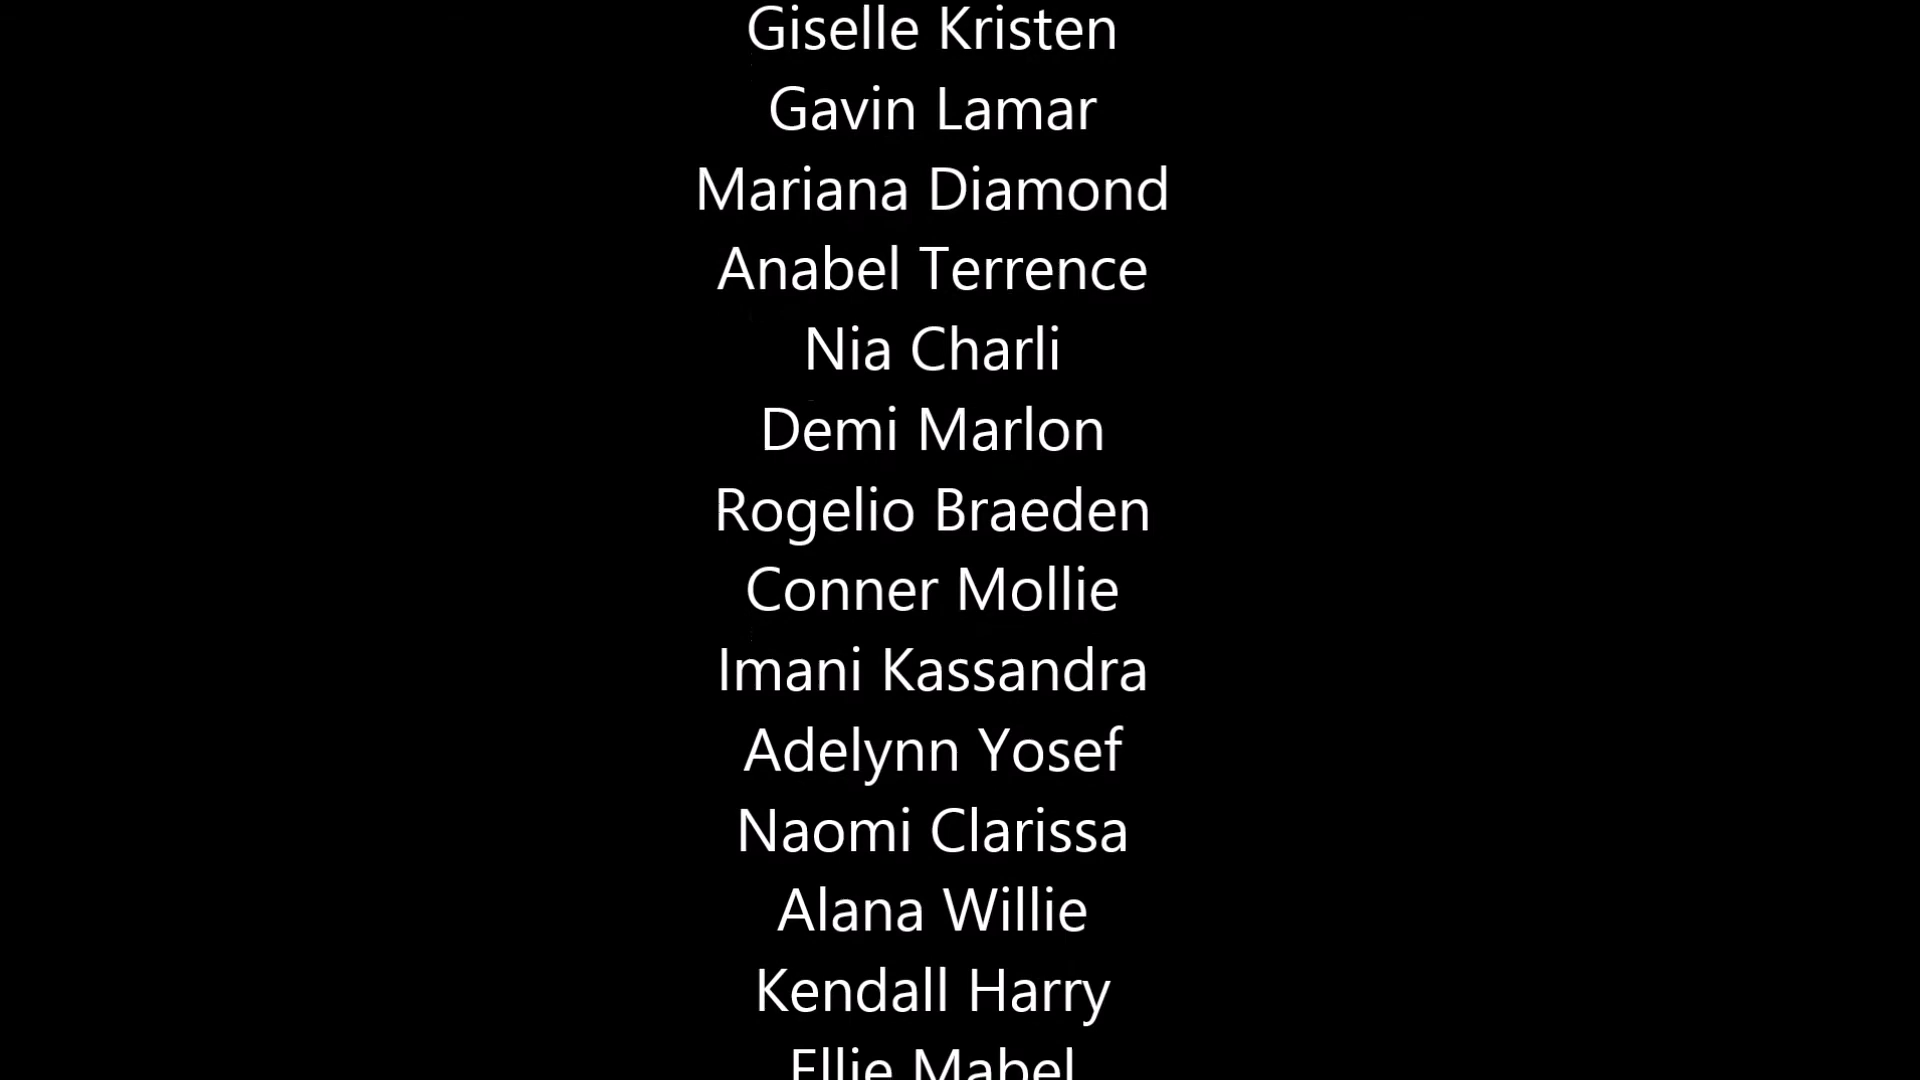 Giselle Kristen
Gavin Lamar
Mariana Diamond
Anabel Terrence
Nia Charli
Demi Marlon
Rogelio Braeden
Conner Mollie
Imani Kassandra
Adelynn Yosef
Naomi Clarissa
Alana Willie
Kendall Harry
Ellie Mabel